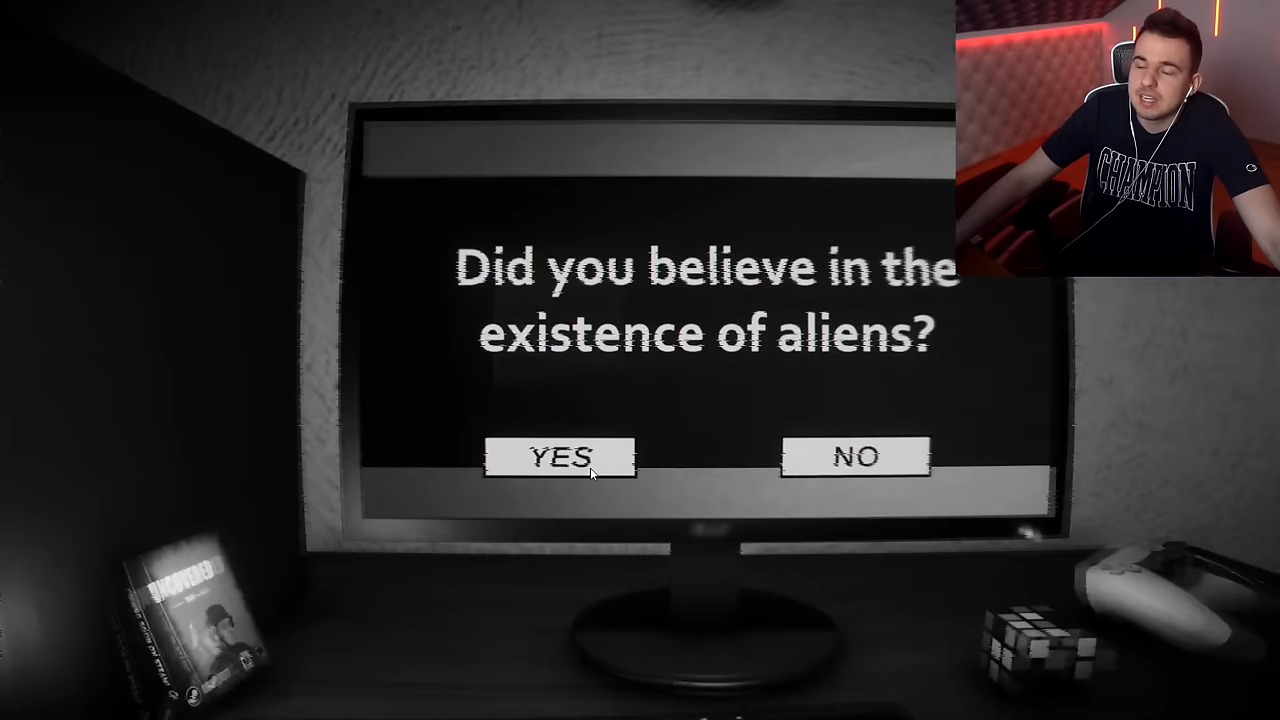 Did you believe in the
existence of aliens?
YES
NO
CHAMPION
UNCOVERED